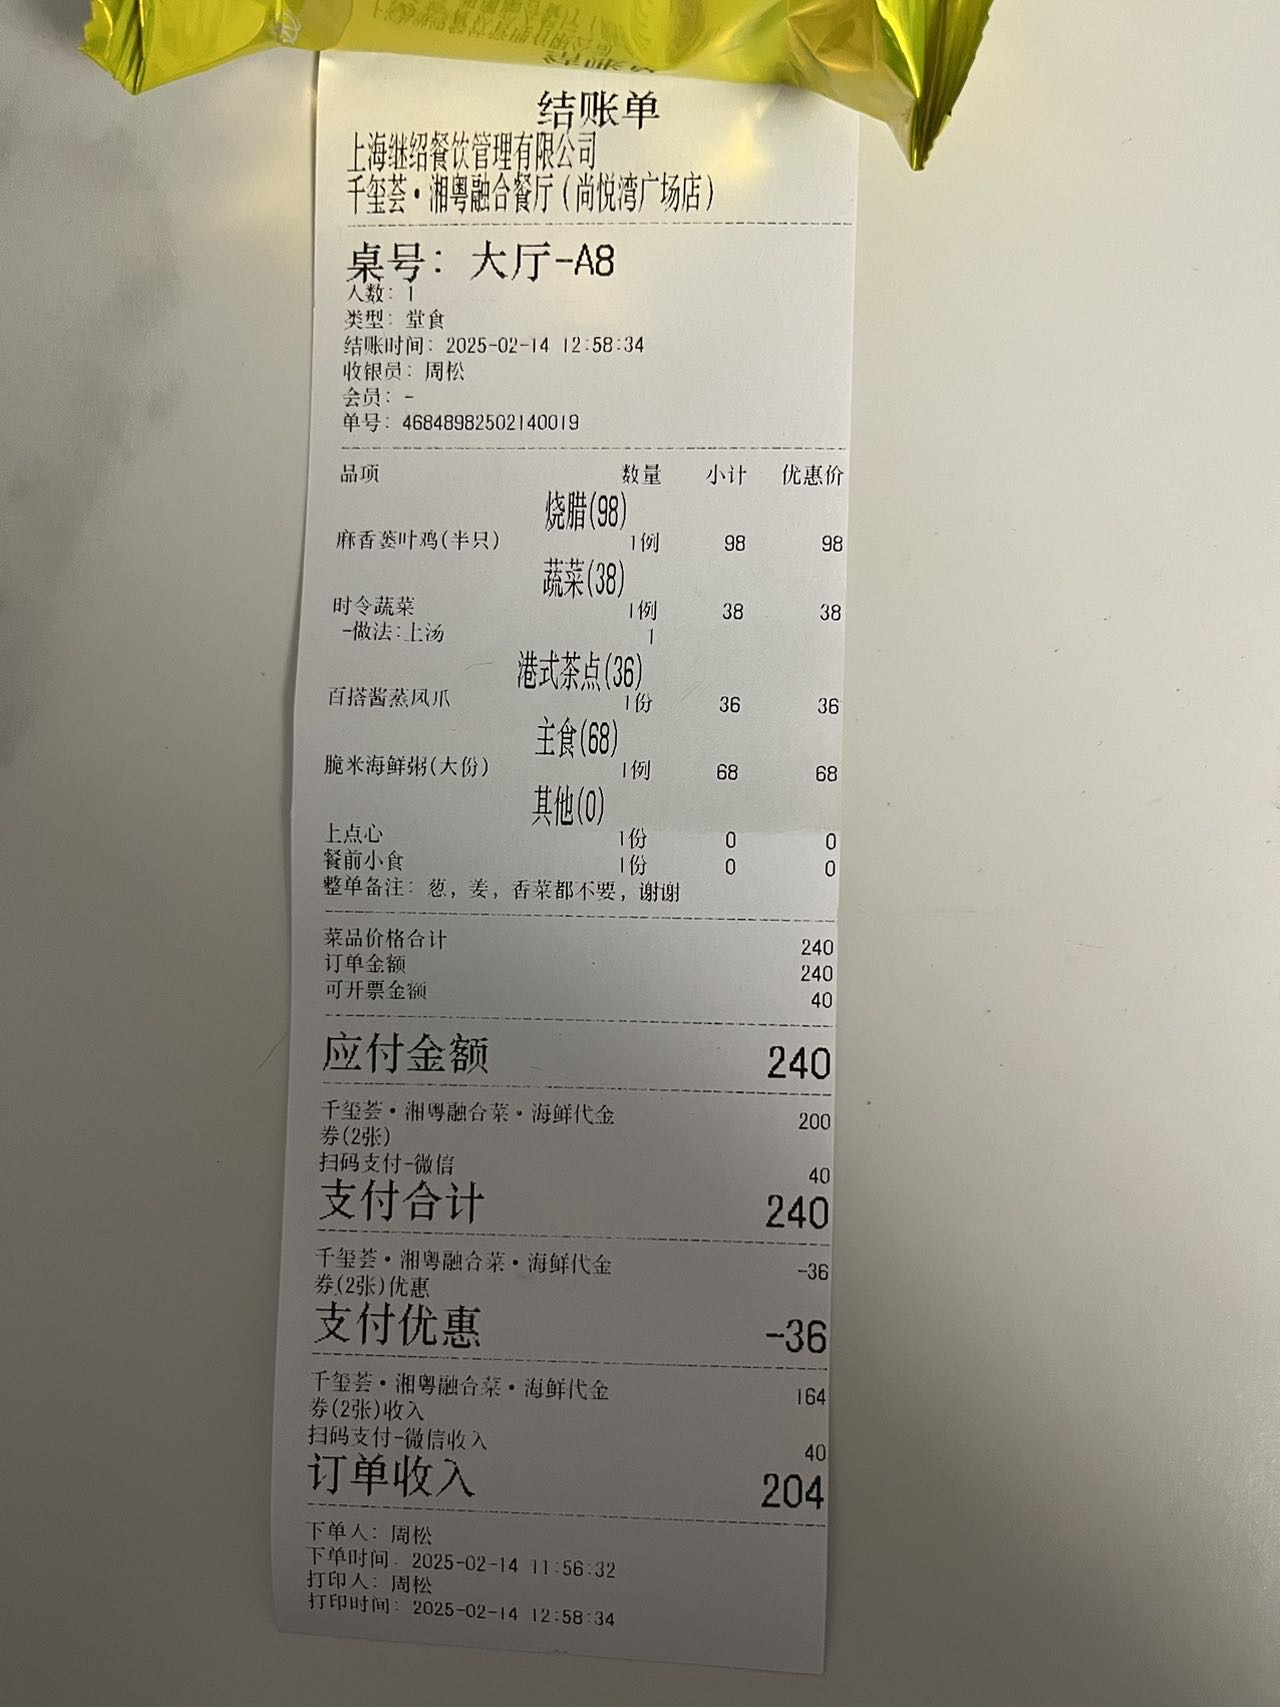 结账单
上海继绍餐饮管理有限公司
千玺荟·湘粤融合餐厅(尚悦湾广场店)
桌号: 大厅-A8
人数: 1
类型: 堂食
结账时间: 2025-02-14 12:58:34
收银员: 周松
会员: -
单号: 46848982502140019
品项 数量 小计 优惠价
烧腊(98)
麻香蒌叶鸡(半只) 1例 98 98
蔬菜(38)
时令蔬菜 1例 38 38
-做法:上汤 1
港式茶点(36)
百搭酱蒸凤爪 1份 36 36
主食(68)
脆米海鲜粥(大份) 1例 68 68
其他(0)
上点心 1份 0 0
餐前小食 1份 0 0
整单备注: 葱, 姜, 香菜都不要, 谢谢
菜品价格合计 240
订单金额 240
可开票金额 40
应付金额 240
千玺荟·湘粤融合菜·海鲜代金 200
券(2张)
扫码支付-微信 40
支付合计 240
千玺荟·湘粤融合菜·海鲜代金 -36
券(2张)优惠
支付优惠 -36
千玺荟·湘粤融合菜·海鲜代金 164
券(2张)收入
扫码支付-微信收入 40
订单收入 204
下单人: 周松
下单时间: 2025-02-14 11:56:32
打印人: 周松
打印时间: 2025-02-14 12:58:34